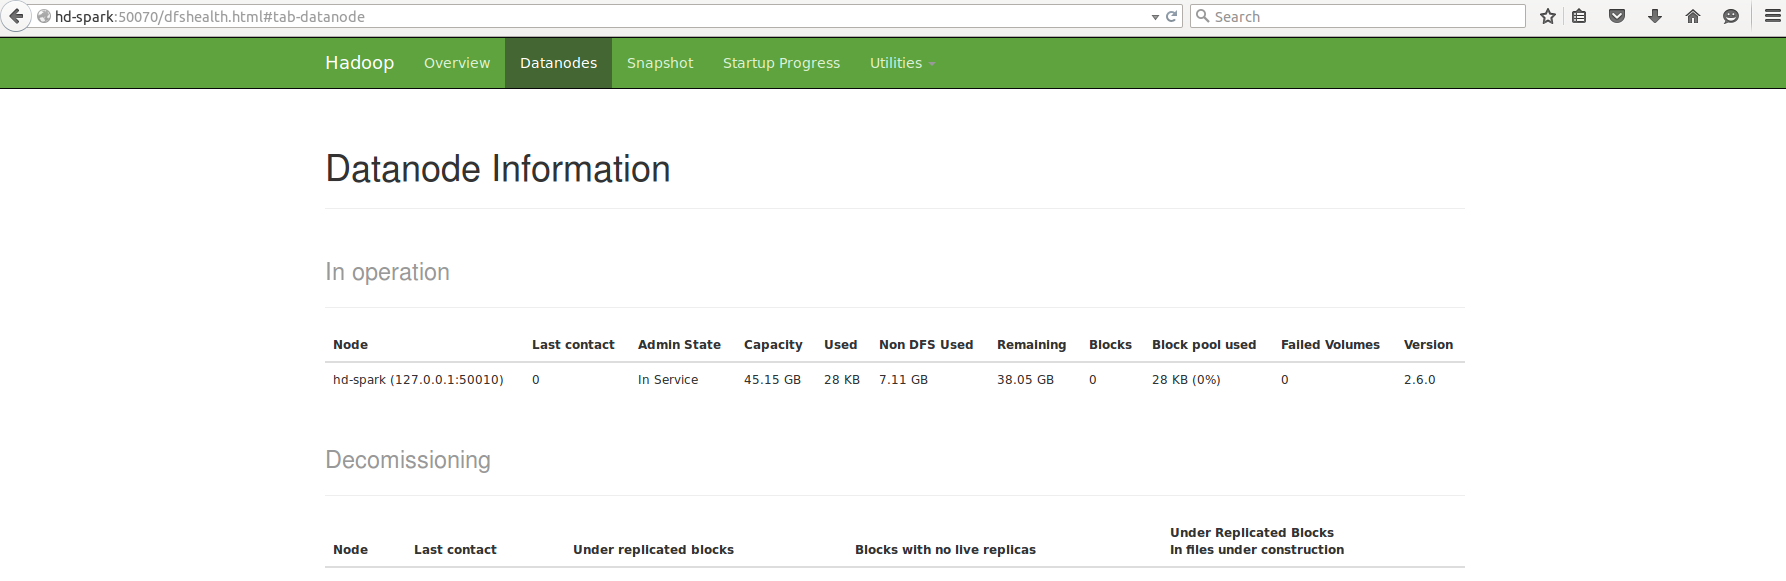 hd-spark:50070/dfshealth.html#tab-datanode Search
Hadoop Overview Datanodes Snapshot Startup Progress Utilities
Datanode Information
In operation
Node Last contact Admin State Capacity Used Non DFS Used Remaining Blocks Block pool used Failed Volumes Version
hd-spark (127.0.0.1:50010) 0 In Service 45.15 GB 28 KB 7.11 GB 38.05 GB 0 28 KB (0%) 0 2.6.0
Decomissioning
Under Replicated Blocks
Node Last contact Under replicated blocks Blocks with no live replicas In files under construction